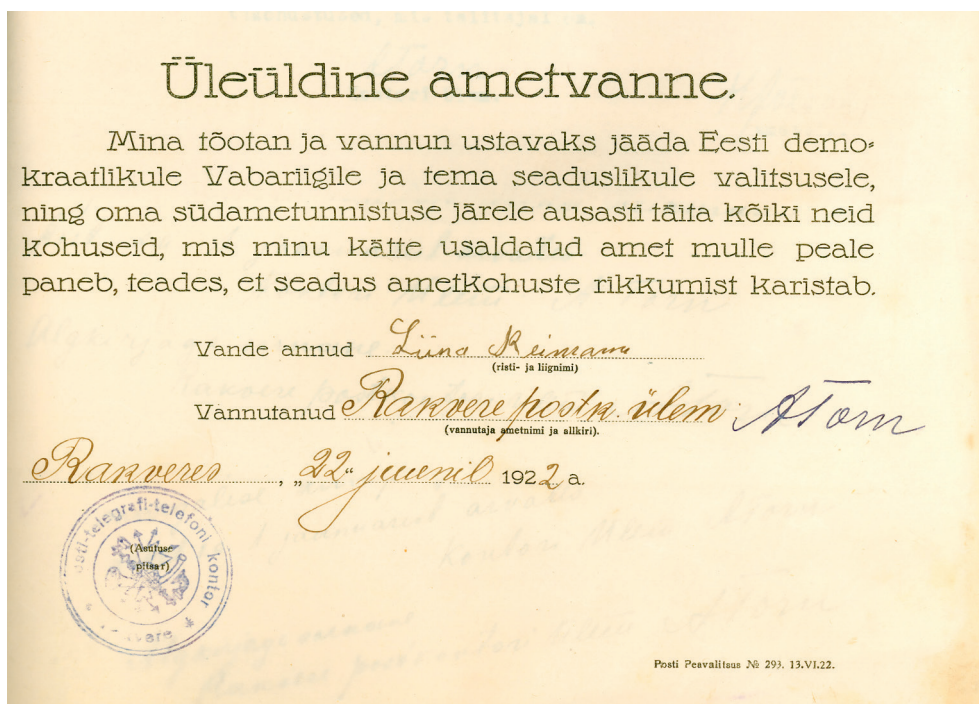 Üleüldine ametvanne.
Mina tõotan ja vannun ustavaks jääda Eesti demo-
kraatlikule Vabariigile ja tema seaduslikule valitsusele,
ning oma südametunnistuse järele ausasti täita kõiki neid
kohuseid, mis minu kätte usaldatud amet mulle peale
paneb, teades, et seadus ametkohuste rikkumist karistab.
Vande annud Liina Reimann
(risti- ja liignimi)
Vannutanud Rakvere postk. ülem ATorn
(vannutaja ametnimi ja allkiri).
Rakveres, „22" juunil 1922 a.
esti-telegrafi-telefoni kontor
(Asutuse
pitsar)
Posti Peavalitsus № 293. 13.VI.22.